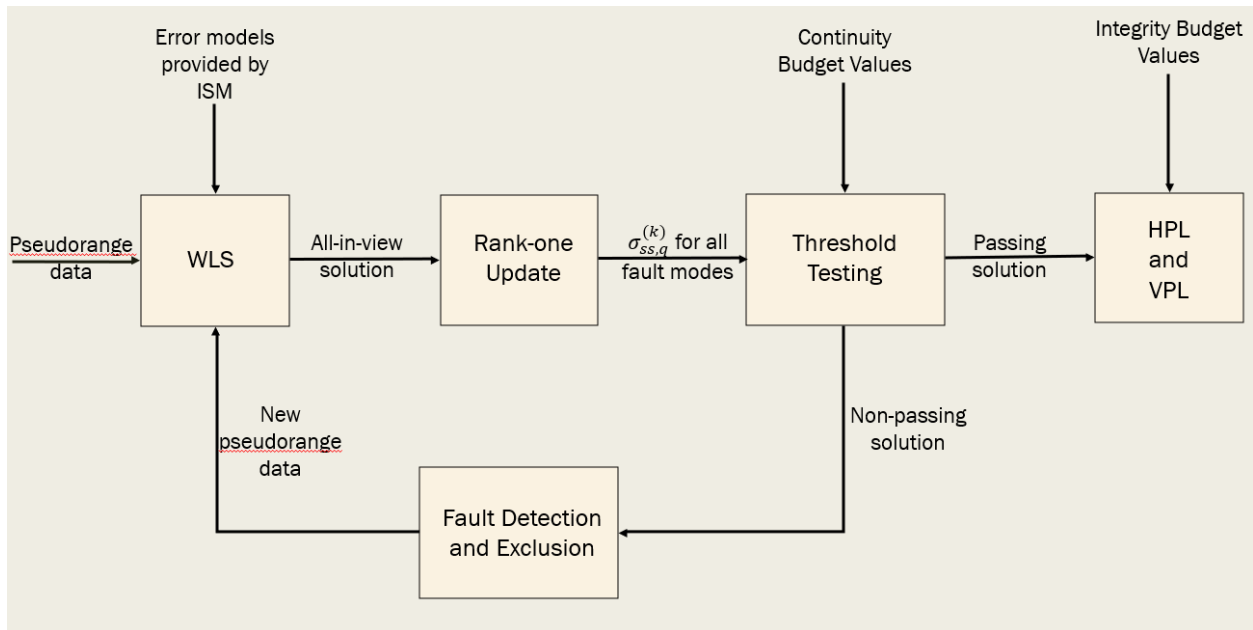 Error models
provided by
ISM
Continuity
Budget Values
Integrity Budget
Values
Pseudorange
data
WLS
All-in-view
solution
Rank-one
Update
σ_{ss,q}^{(k)} for all
fault modes
Threshold
Testing
Passing
solution
HPL
and
VPL
New
pseudorange
data
Non-passing
solution
Fault Detection
and Exclusion